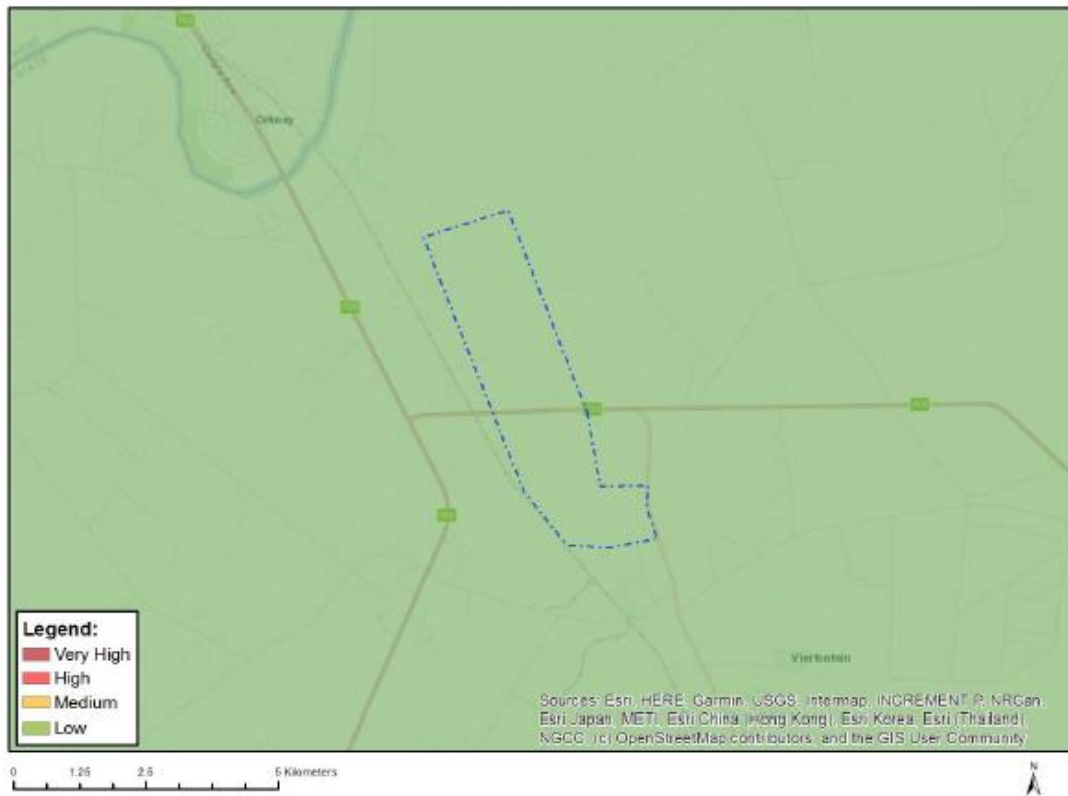 Orkney
Vierfontein
Legend:
Very High
High
Medium
Low
Sources: Esri, HERE, Garmin, USGS, Intermap, INCREMENT P, NRCan,
Esri Japan, METI, Esri China (Hong Kong), Esri Korea, Esri (Thailand),
NGCC, (c) OpenStreetMap contributors, and the GIS User Community
0 1.25 2.5 5 Kilometers
N